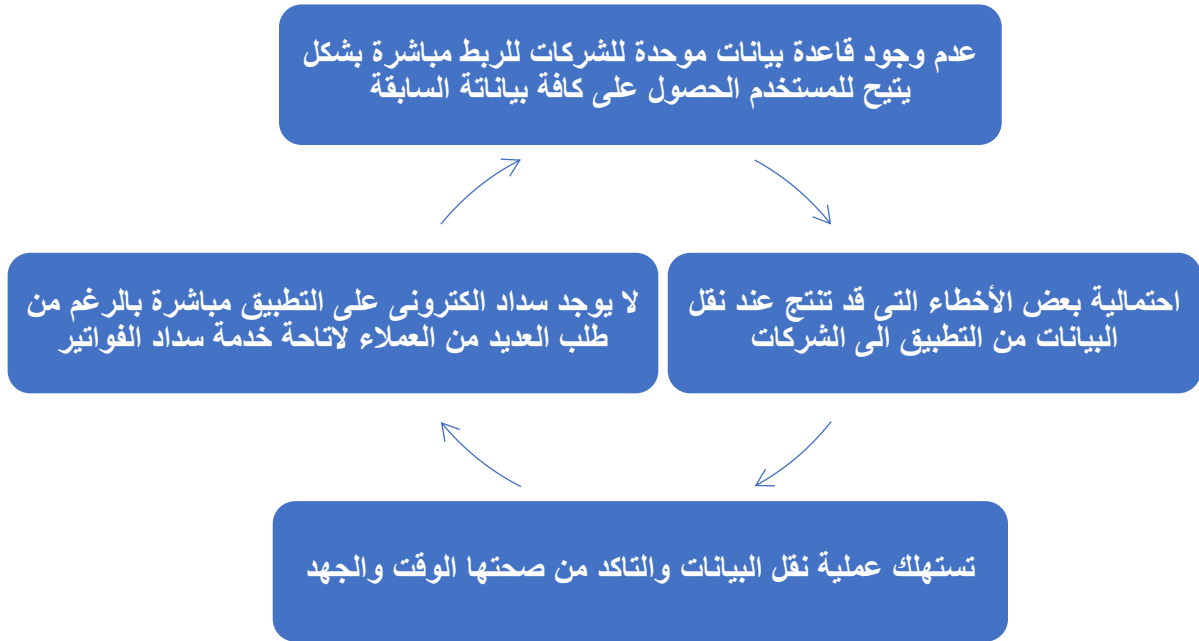 عدم وجود قاعدة بيانات موحدة للشركات للربط مباشرة بشكل
يتيح للمستخدم الحصول على كافة بياناتة السابقة
احتمالية بعض الأخطاء التى قد تنتج عند نقل
البيانات من التطبيق الى الشركات
تستهلك عملية نقل البيانات والتاكد من صحتها الوقت والجهد
لا يوجد سداد الكترونى على التطبيق مباشرة بالرغم من
طلب العديد من العملاء لاتاحة خدمة سداد الفواتير